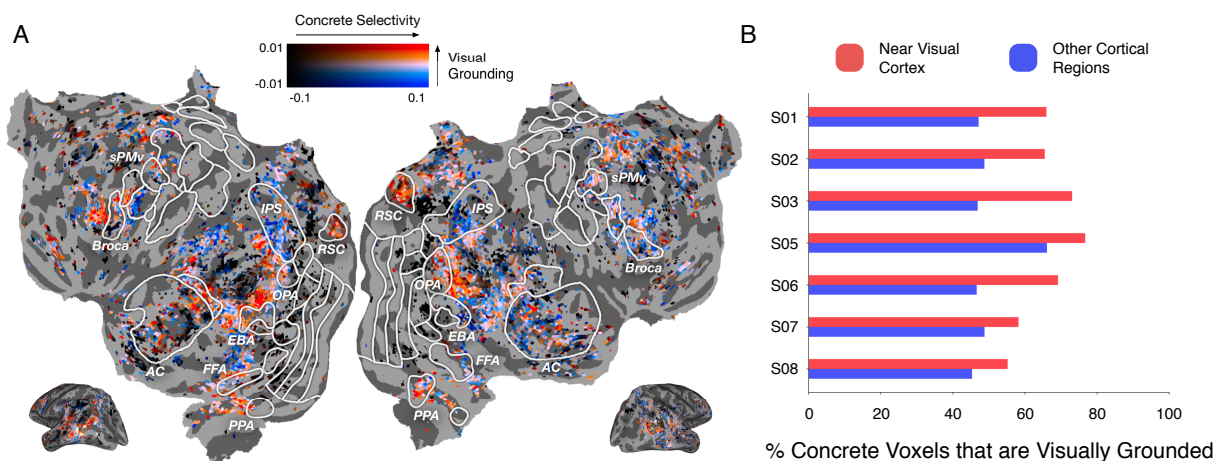 A
Concrete Selectivity
0.01
-0.01
-0.1
0.1
Visual
Grounding
sPMv
Broca
IPS
RSC
OPA
EBA
AC
FFA
PPA
RSC
IPS
sPMv
Broca
OPA
EBA
FFA
AC
PPA
B
Near Visual
Cortex
Other Cortical
Regions
S01
S02
S03
S05
S06
S07
S08
0
20
40
60
80
100
% Concrete Voxels that are Visually Grounded